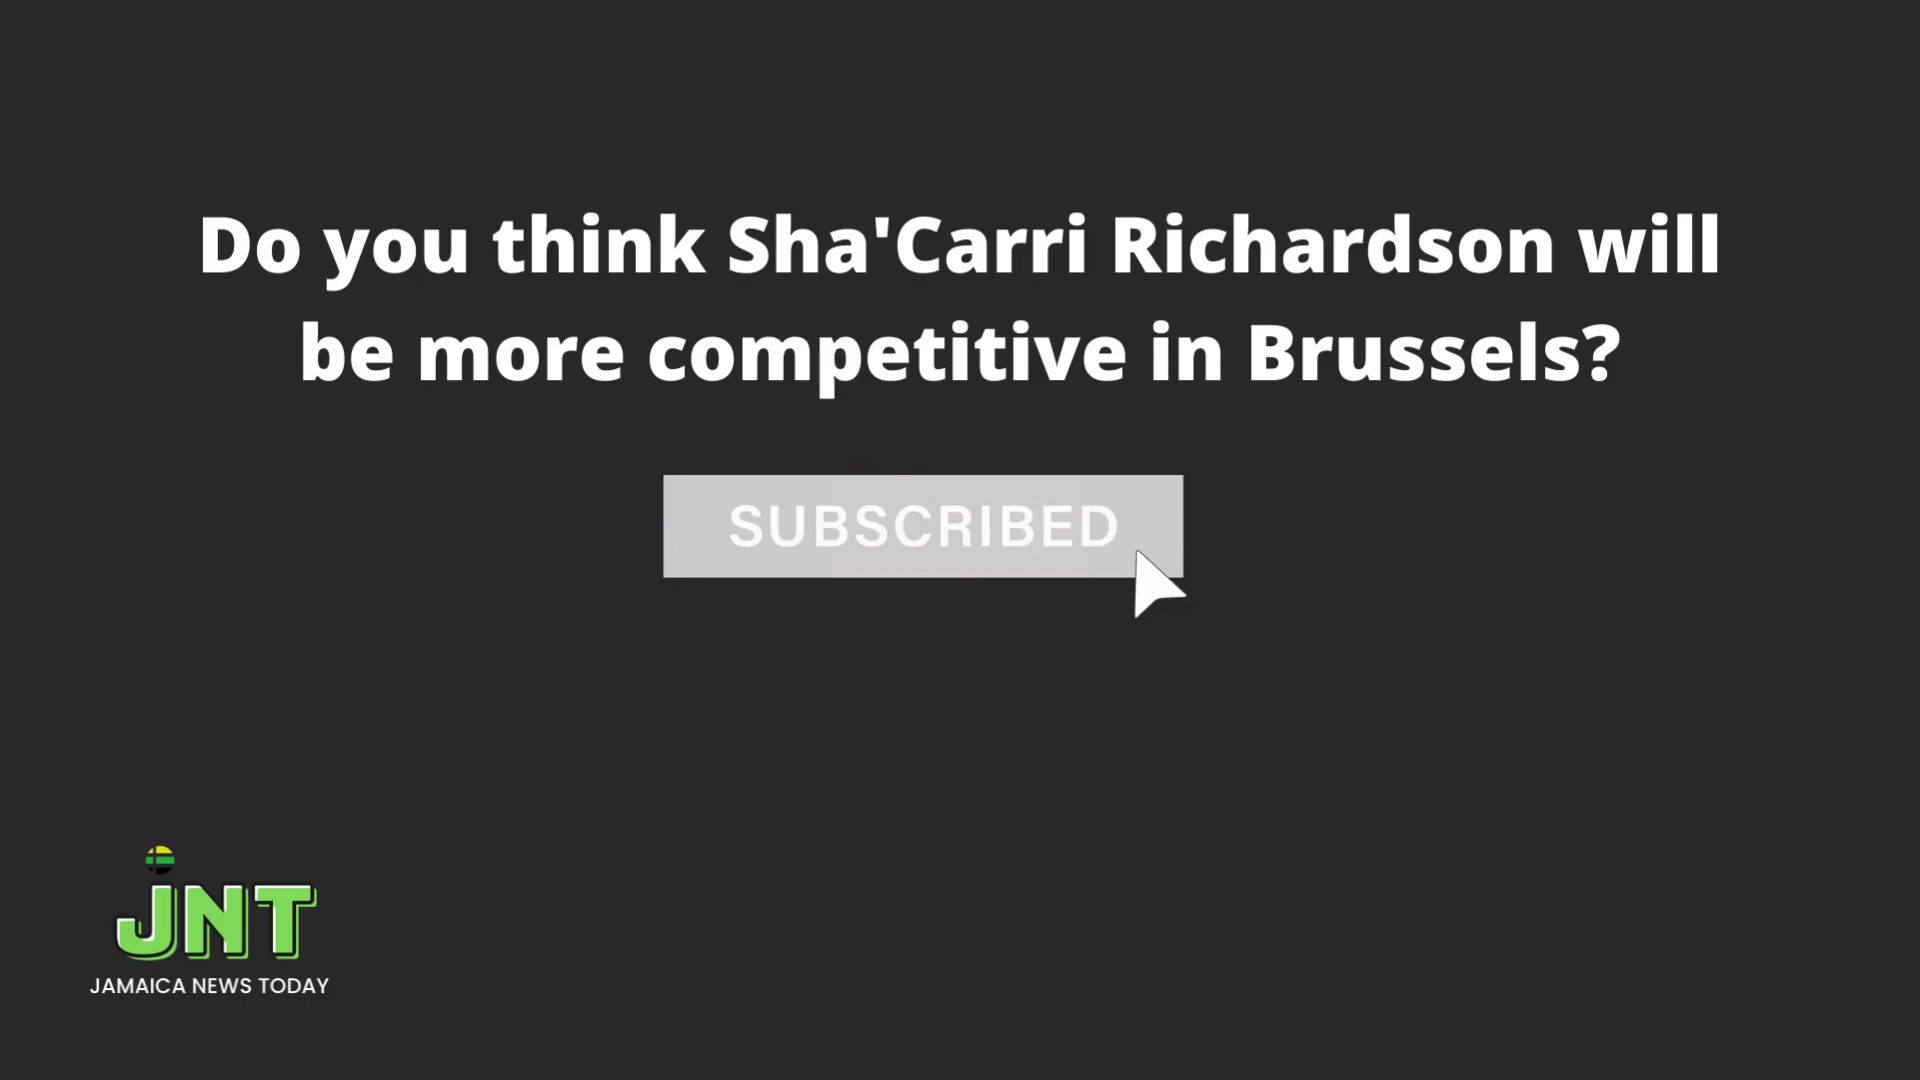 Do you think Sha'Carri Richardson will
be more competitive in Brussels?
SUBSCRIBED
JNT
JAMAICA NEWS TODAY